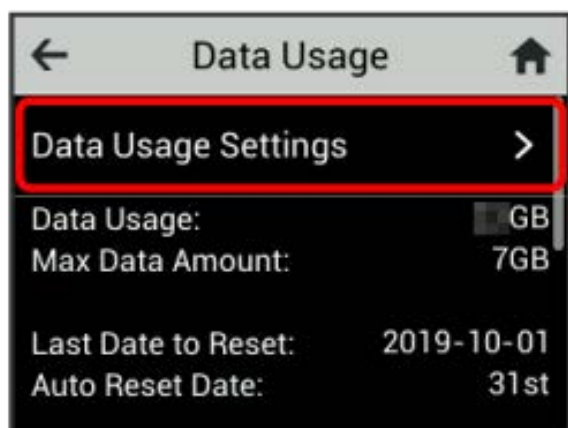 Data Usage
Data Usage Settings
Data Usage: GB
Max Data Amount: 7GB
Last Date to Reset: 2019-10-01
Auto Reset Date: 31st